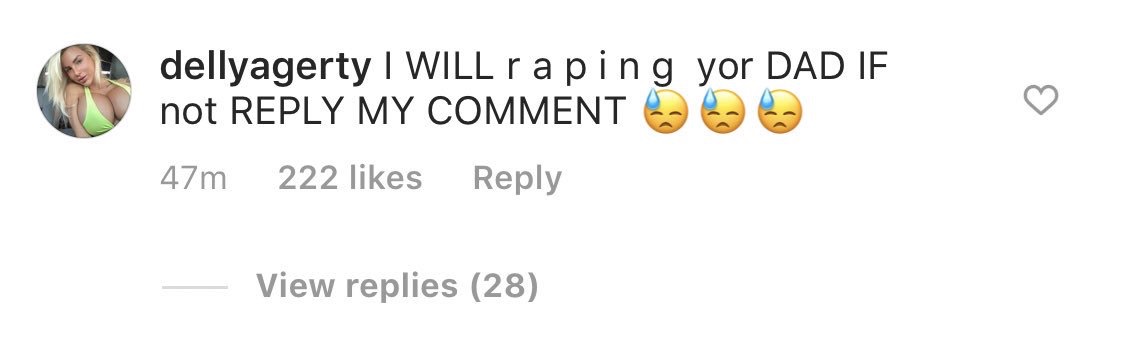 dellyagerty I WILL r a p i n g  yor DAD IF
not REPLY MY COMMENT 😓😓😓
47m 222 likes Reply
View replies (28)